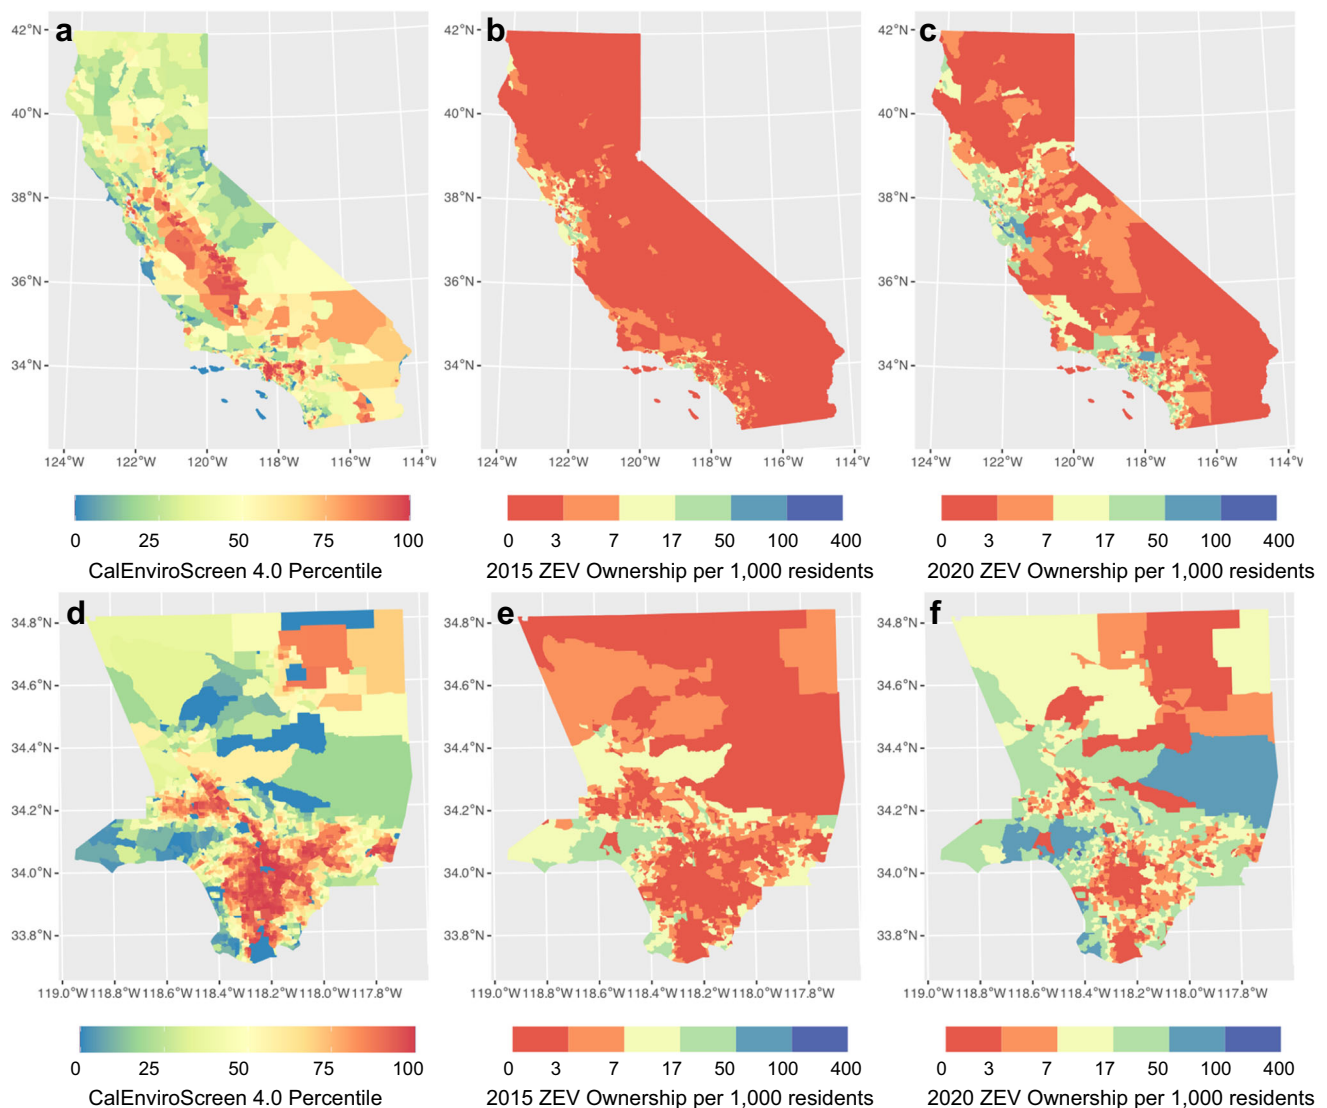 a
b
c
42°N
40°N
38°N
36°N
34°N
124°W 122°W 120°W 118°W 116°W 114°W
42°N
40°N
38°N
36°N
34°N
124°W 122°W 120°W 118°W 116°W 114°W
42°N
40°N
38°N
36°N
34°N
124°W 122°W 120°W 118°W 116°W 114°W
0 25 50 75 100
CalEnviroScreen 4.0 Percentile
0 3 7 17 50 100 400
2015 ZEV Ownership per 1,000 residents
0 3 7 17 50 100 400
2020 ZEV Ownership per 1,000 residents
d
e
f
34.8°N
34.6°N
34.4°N
34.2°N
34.0°N
33.8°N
119.0°W 118.8°W 118.6°W 118.4°W 118.2°W 118.0°W 117.8°W
34.8°N
34.6°N
34.4°N
34.2°N
34.0°N
33.8°N
119.0°W 118.8°W 118.6°W 118.4°W 118.2°W 118.0°W 117.8°W
34.8°N
34.6°N
34.4°N
34.2°N
34.0°N
33.8°N
119.0°W 118.8°W 118.6°W 118.4°W 118.2°W 118.0°W 117.8°W
0 25 50 75 100
CalEnviroScreen 4.0 Percentile
0 3 7 17 50 100 400
2015 ZEV Ownership per 1,000 residents
0 3 7 17 50 100 400
2020 ZEV Ownership per 1,000 residents